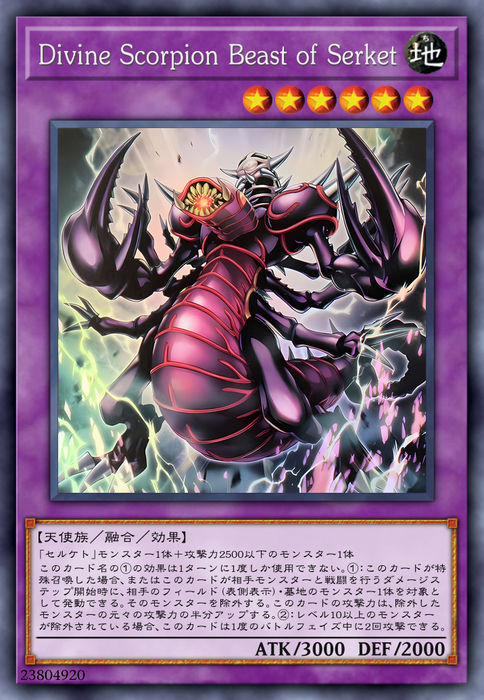 Divine Scorpion Beast of Serket
ち
地
【天使族／融合／効果】
「セルケト」モンスター1体＋攻撃力2500以下のモンスター1体
このカード名の①の効果は1ターンに1度しか使用できない。①：このカードが特
殊召喚した場合、またはこのカードが相手モンスターと戦闘を行うダメージス
テップ開始時に、相手のフィールド(表側表示)・墓地のモンスター1体を対象と
して発動できる。そのモンスターを除外する。このカードの攻撃力は、除外した
モンスターの元々の攻撃力の半分アップする。②：レベル10以上のモンスター
が除外されている場合、このカードは1度のバトルフェイズ中に2回攻撃できる。
ATK/3000 DEF/2000
23804920